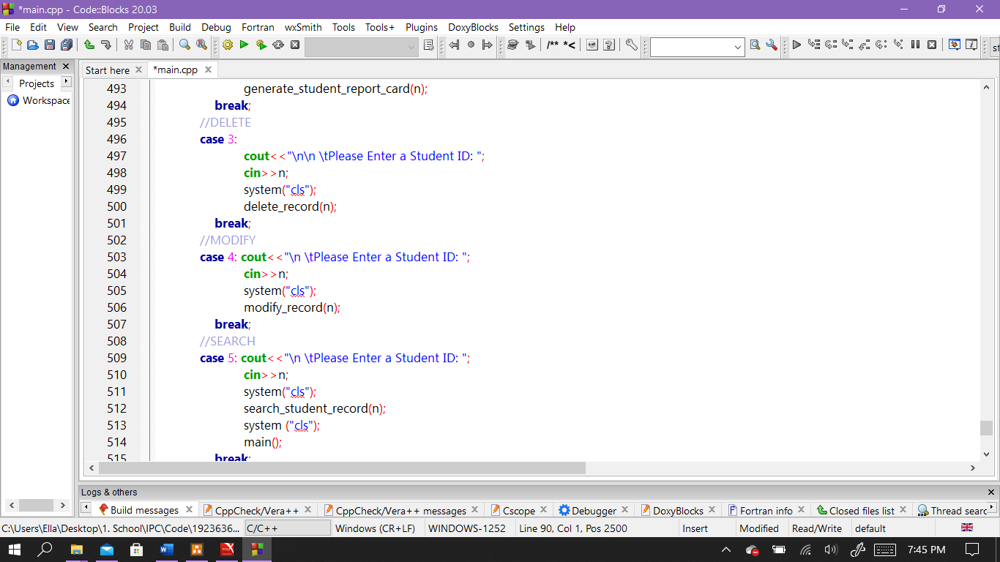 *main.cpp - Code::Blocks 20.03
File Edit View Search Project Build Debug Fortran wxSmith Tools Tools+ Plugins DoxyBlocks Settings Help
/** *<
Management
Start here *main.cpp
Projects
Workspace
493 generate_student_report_card(n);
494 break;
495 //DELETE
496 case 3:
497 cout<<"\n\n \tPlease Enter a Student ID: ";
498 cin>>n;
499 system("cls");
500 delete_record(n);
501 break;
502 //MODIFY
503 case 4: cout<<"\n \tPlease Enter a Student ID: ";
504 cin>>n;
505 system("cls");
506 modify_record(n);
507 break;
508 //SEARCH
509 case 5: cout<<"\n \tPlease Enter a Student ID: ";
510 cin>>n;
511 system("cls");
512 search_student_record(n);
513 system ("cls");
514 main();
515 break;
Logs & others
Build messages CppCheck/Vera++ CppCheck/Vera++ messages Cscope Debugger DoxyBlocks Fortran info Closed files list Thread searc
C:\Users\Ella\Desktop\1. School\IPC\Code\1923636... C/C++ Windows (CR+LF) WINDOWS-1252 Line 90, Col 1, Pos 2500 Insert Modified Read/Write default
7:45 PM